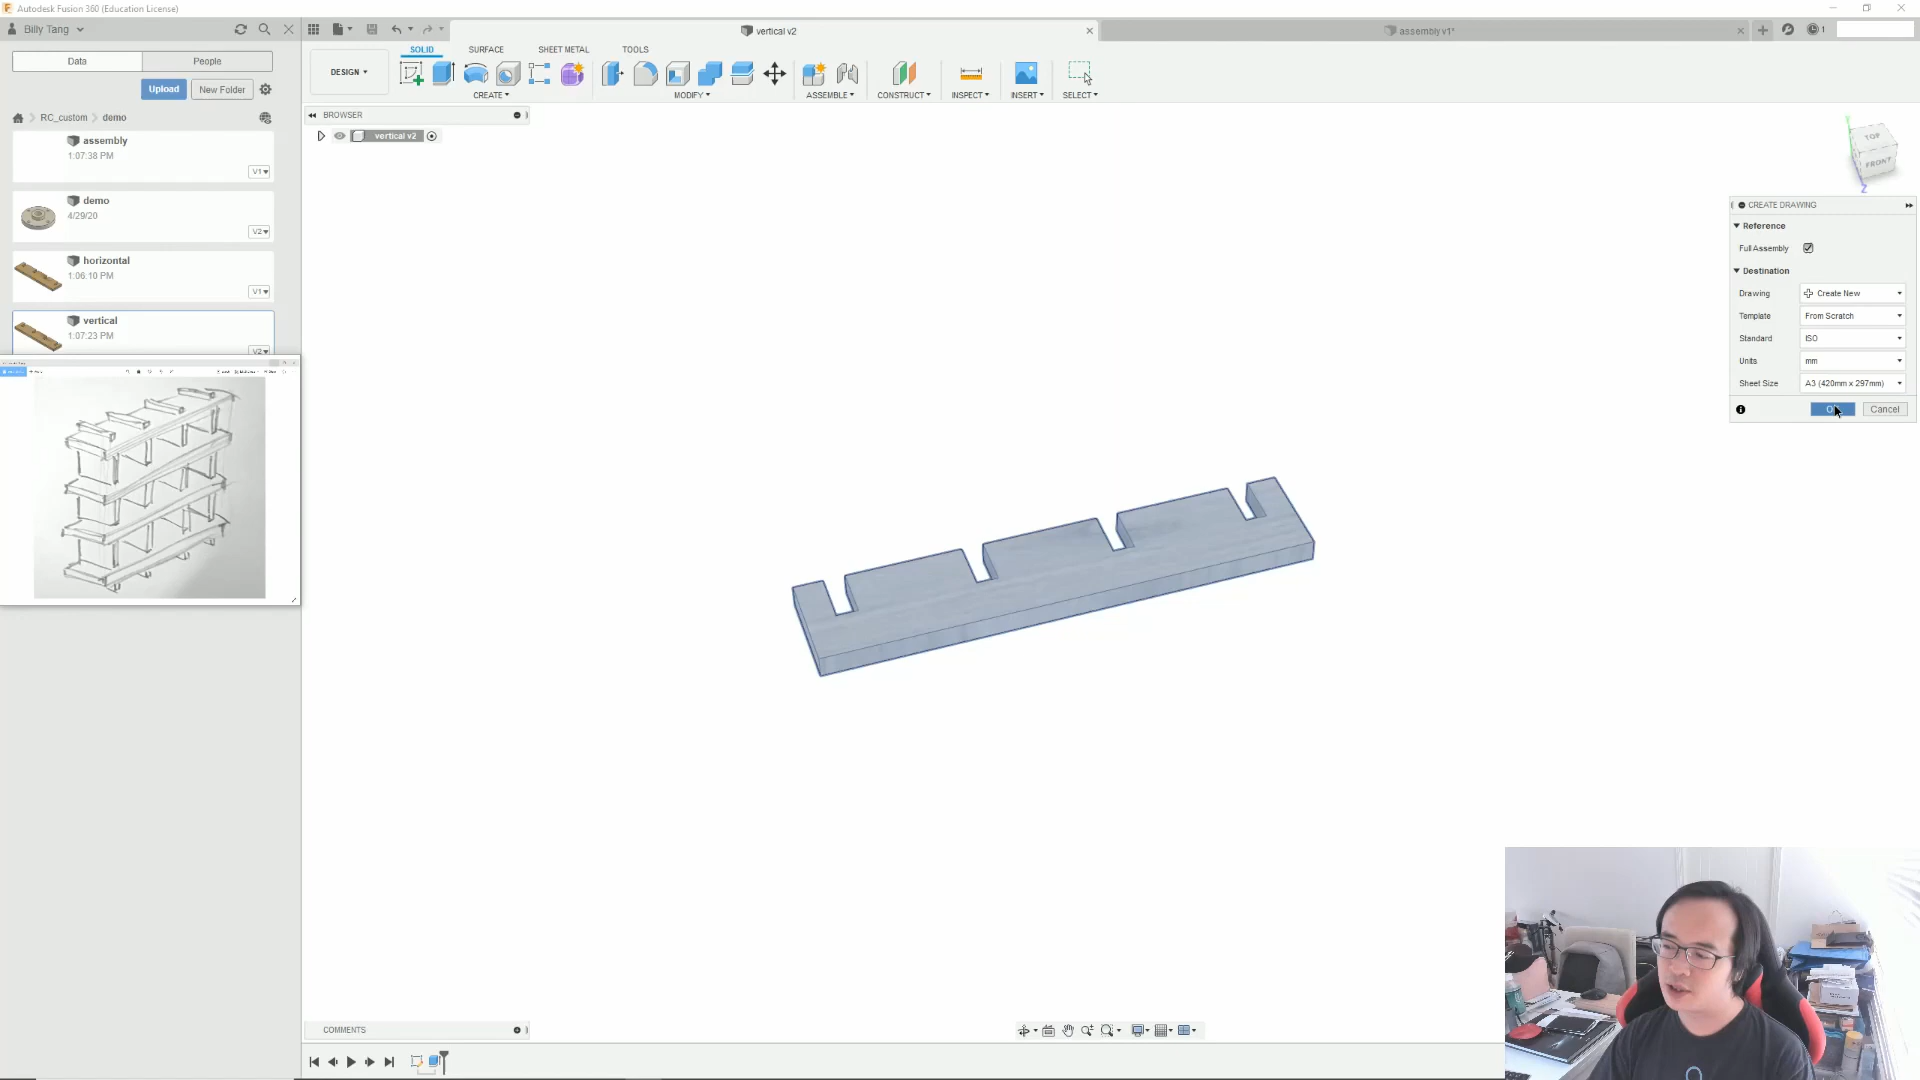 Autodesk Fusion 360 (Education License)
Billy Tang
vertical v2
assembly v1*
1
Data
People
Upload
New Folder
RC_custom
demo
assembly
1:07:38 PM
V1
demo
4/29/20
V2
horizontal
1:06:10 PM
V1
vertical
1:07:23 PM
V2
DESIGN
SOLID
SURFACE
SHEET METAL
TOOLS
CREATE
MODIFY
ASSEMBLE
CONSTRUCT
INSPECT
INSERT
SELECT
BROWSER
vertical v2
TOP
FRONT
Z
CREATE DRAWING
Reference
Full Assembly
Destination
Drawing
Create New
Template
From Scratch
Standard
ISO
Units
mm
Sheet Size
A3 (420mm x 297mm)
Cancel
COMMENTS